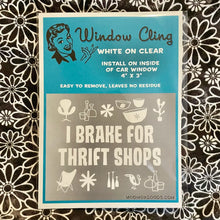 Window Cling
WHITE ON CLEAR
INSTALL ON INSIDE
OF CAR WINDOW
4" X 3"
EASY TO REMOVE, LEAVES NO RESIDUE
I BRAKE FOR
THRIFT SHOPS